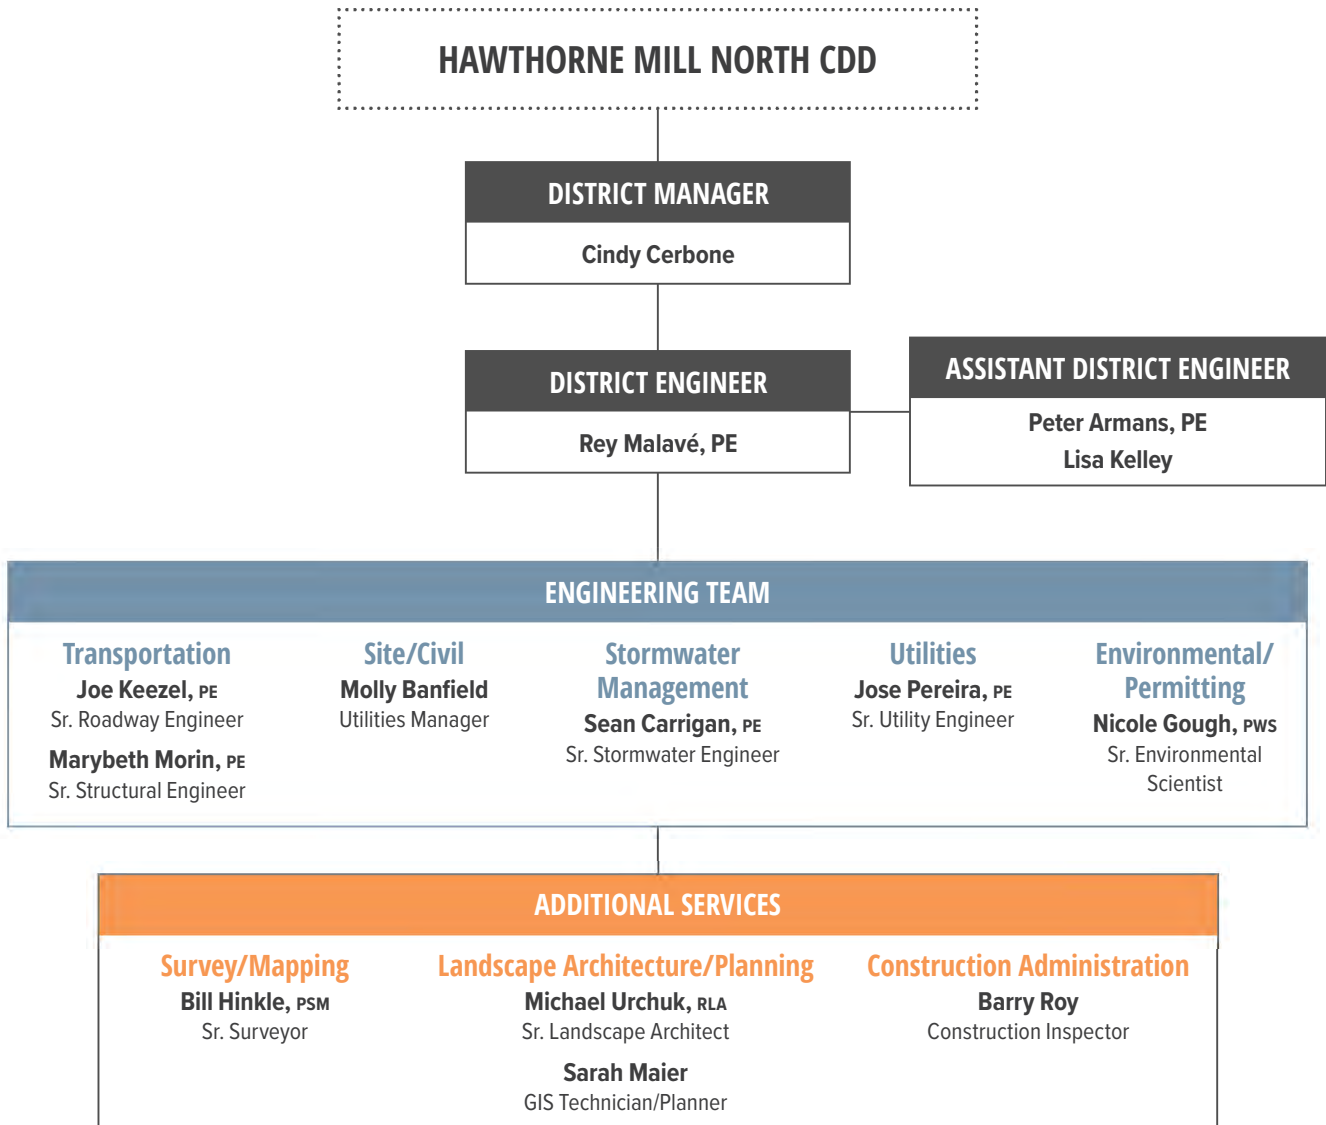 HAWTHORNE MILL NORTH CDD
DISTRICT MANAGER
Cindy Cerbone
DISTRICT ENGINEER
Rey Malavé, PE
ASSISTANT DISTRICT ENGINEER
Peter Armans, PE
Lisa Kelley
ENGINEERING TEAM
Transportation
Joe Keezel, PE
Sr. Roadway Engineer
Marybeth Morin, PE
Sr. Structural Engineer
Site/Civil
Molly Banfield
Utilities Manager
Stormwater
Management
Sean Carrigan, PE
Sr. Stormwater Engineer
Utilities
Jose Pereira, PE
Sr. Utility Engineer
Environmental/
Permitting
Nicole Gough, PWS
Sr. Environmental
Scientist
ADDITIONAL SERVICES
Survey/Mapping
Bill Hinkle, PSM
Sr. Surveyor
Landscape Architecture/Planning
Michael Urchuk, RLA
Sr. Landscape Architect
Sarah Maier
GIS Technician/Planner
Construction Administration
Barry Roy
Construction Inspector